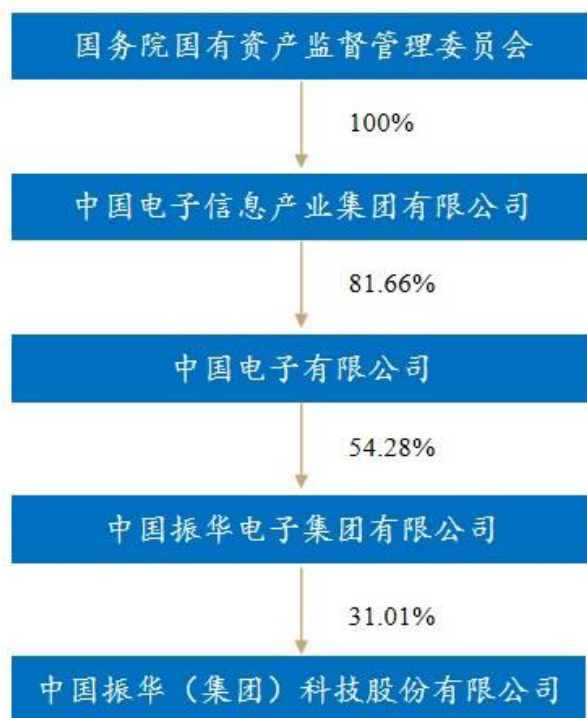 国务院国有资产监督管理委员会
100%
中国电子信息产业集团有限公司
81.66%
中国电子有限公司
54.28%
中国振华电子集团有限公司
31.01%
中国振华（集团）科技股份有限公司